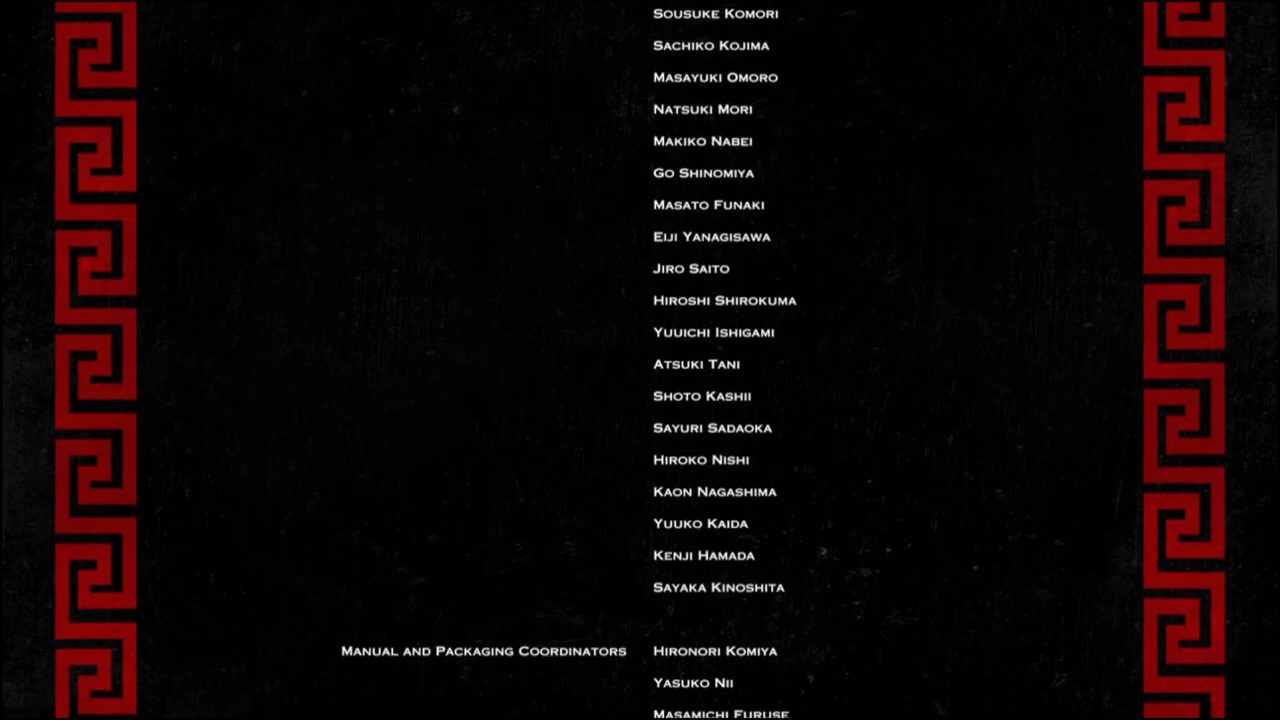 Sousuke Komori
Sachiko Kojima
Masayuki Omoro
Natsuki Mori
Makiko Nabei
Go Shinomiya
Masato Funaki
Eiji Yanagisawa
Jiro Saito
Hiroshi Shirokuma
Yuuichi Ishigami
Atsuki Tani
Shoto Kashii
Sayuri Sadaoka
Hiroko Nishi
Kaon Nagashima
Yuuko Kaida
Kenji Hamada
Sayaka Kinoshita
Manual and Packaging Coordinators Hironori Komiya
Yasuko Nii
Masamichi Furuse